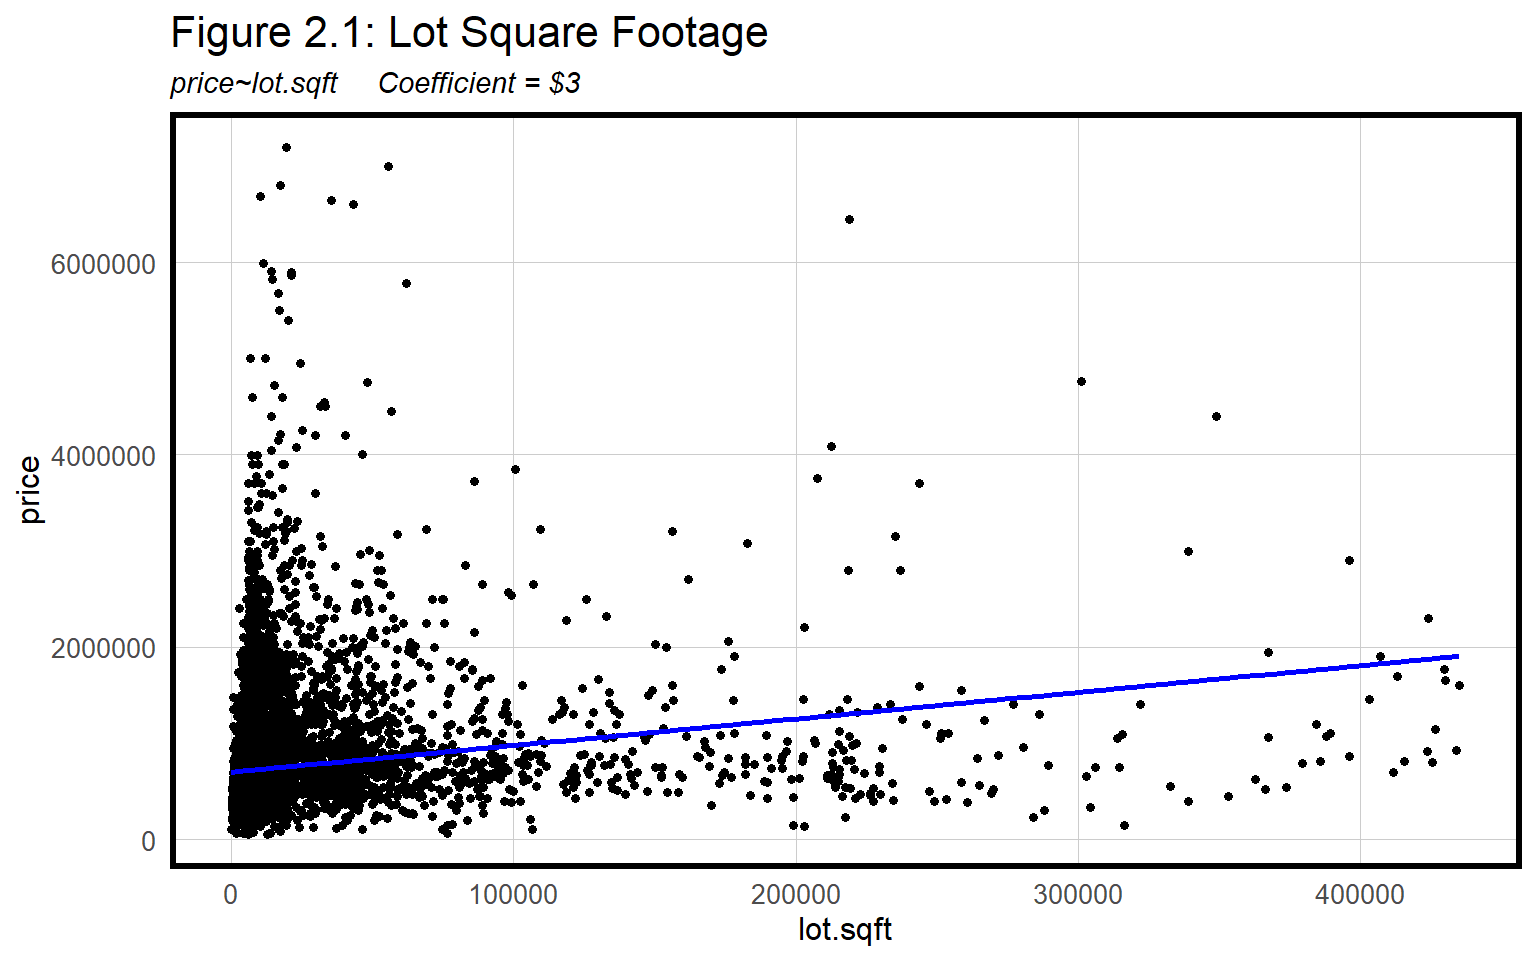 Figure 2.1: Lot Square Footage
price~lot.sqft Coefficient = $3
price
6000000
4000000
2000000
0
0 100000 200000 300000 400000
lot.sqft